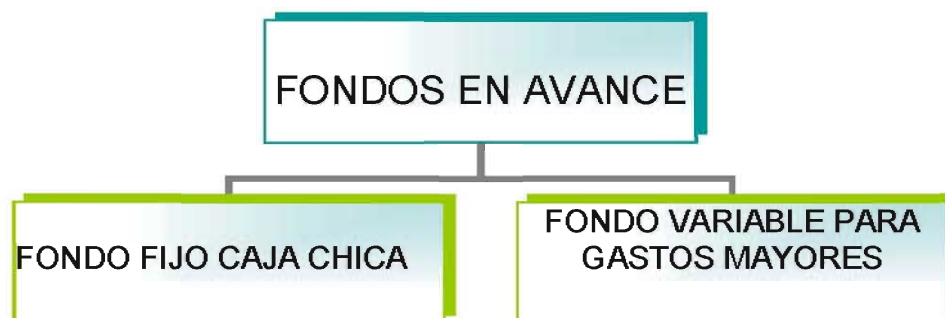 FONDOS EN AVANCE
FONDO FIJO CAJA CHICA
FONDO VARIABLE PARA
GASTOS MAYORES